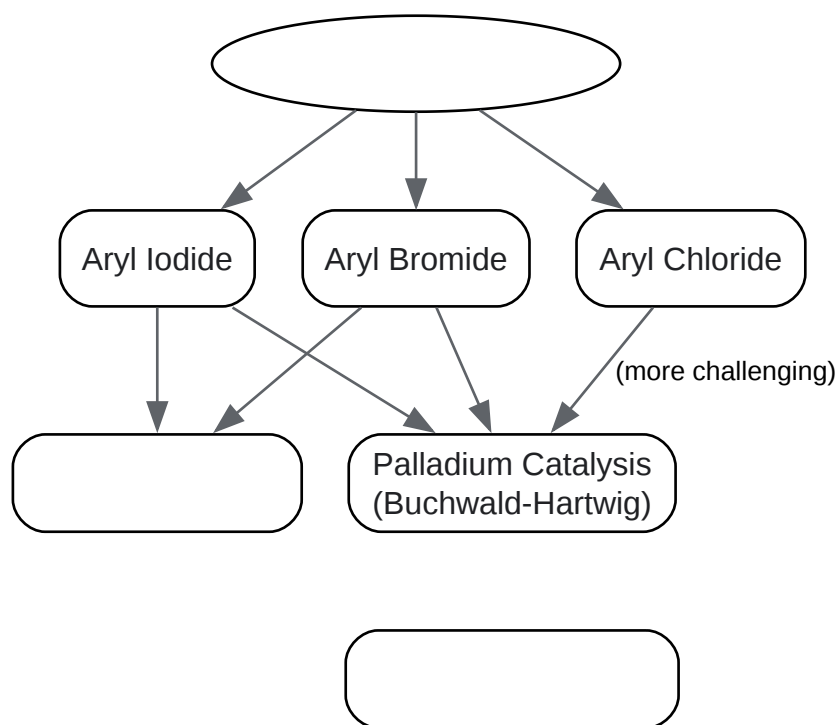 Aryl Iodide
Aryl Bromide
Aryl Chloride
(more challenging)
Palladium Catalysis
(Buchwald-Hartwig)